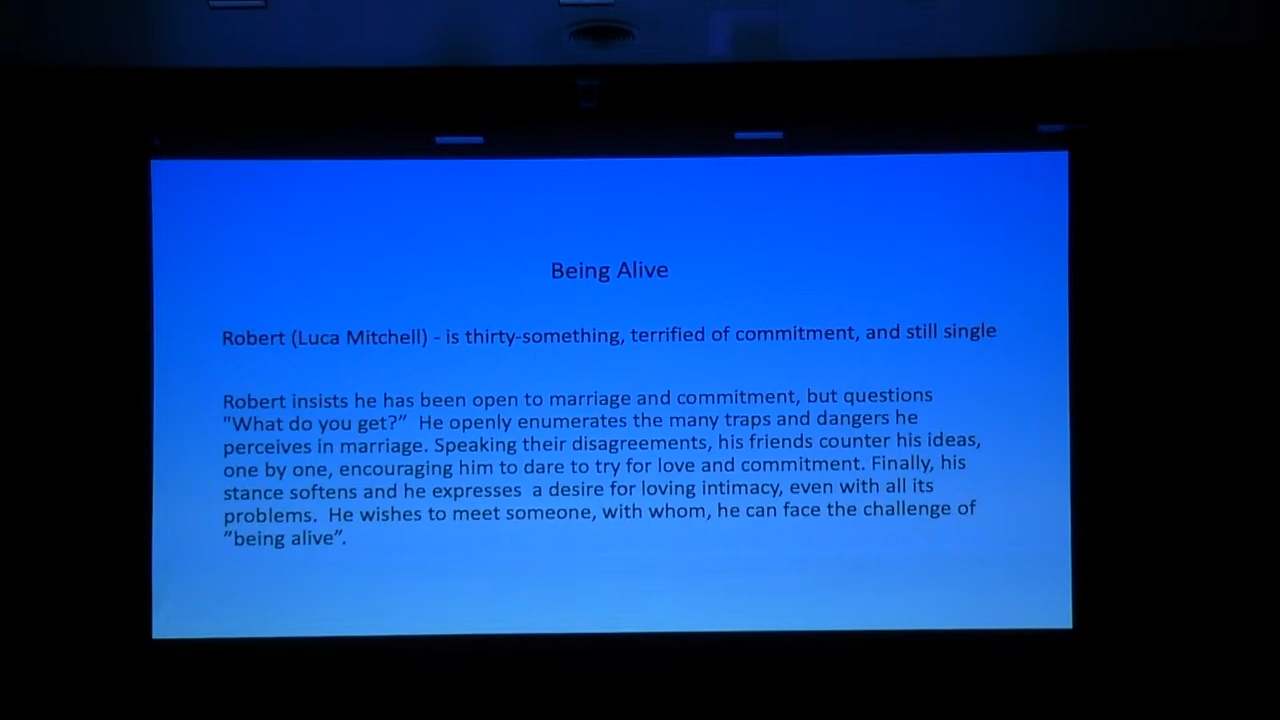 Being Alive
Robert (Luca Mitchell) - is thirty-something, terrified of commitment, and still single
Robert insists he has been open to marriage and commitment, but questions
"What do you get?”  He openly enumerates the many traps and dangers he
perceives in marriage. Speaking their disagreements, his friends counter his ideas,
one by one, encouraging him to dare to try for love and commitment. Finally, his
stance softens and he expresses  a desire for loving intimacy, even with all its
problems.  He wishes to meet someone, with whom, he can face the challenge of
”being alive”.